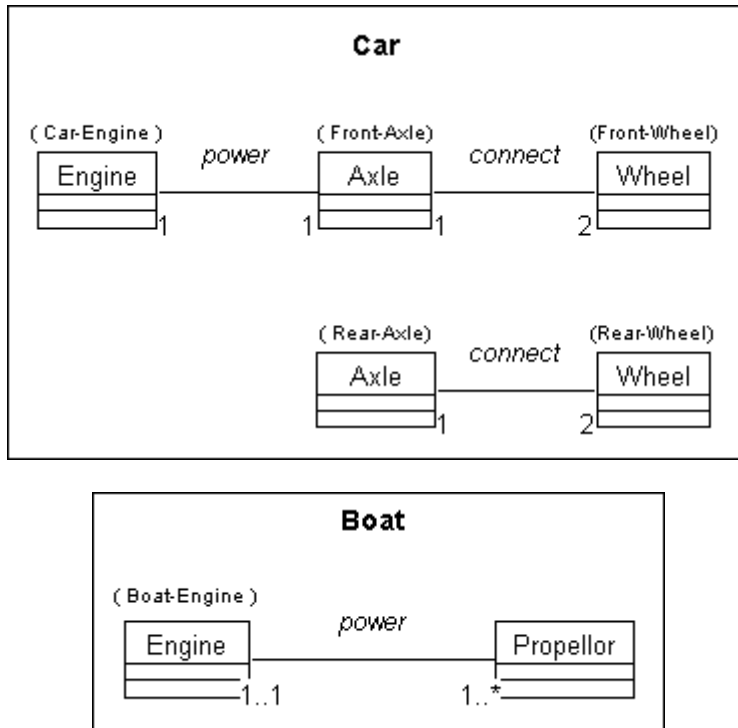 Car
( Car-Engine ) ( Front-Axle) (Front-Wheel)
power connect
Engine Axle Wheel
1 1 1 2
( Rear-Axle) (Rear-Wheel)
connect
Axle Wheel
1 2
Boat
( Boat-Engine )
power
Engine Propellor
1..1 1..*